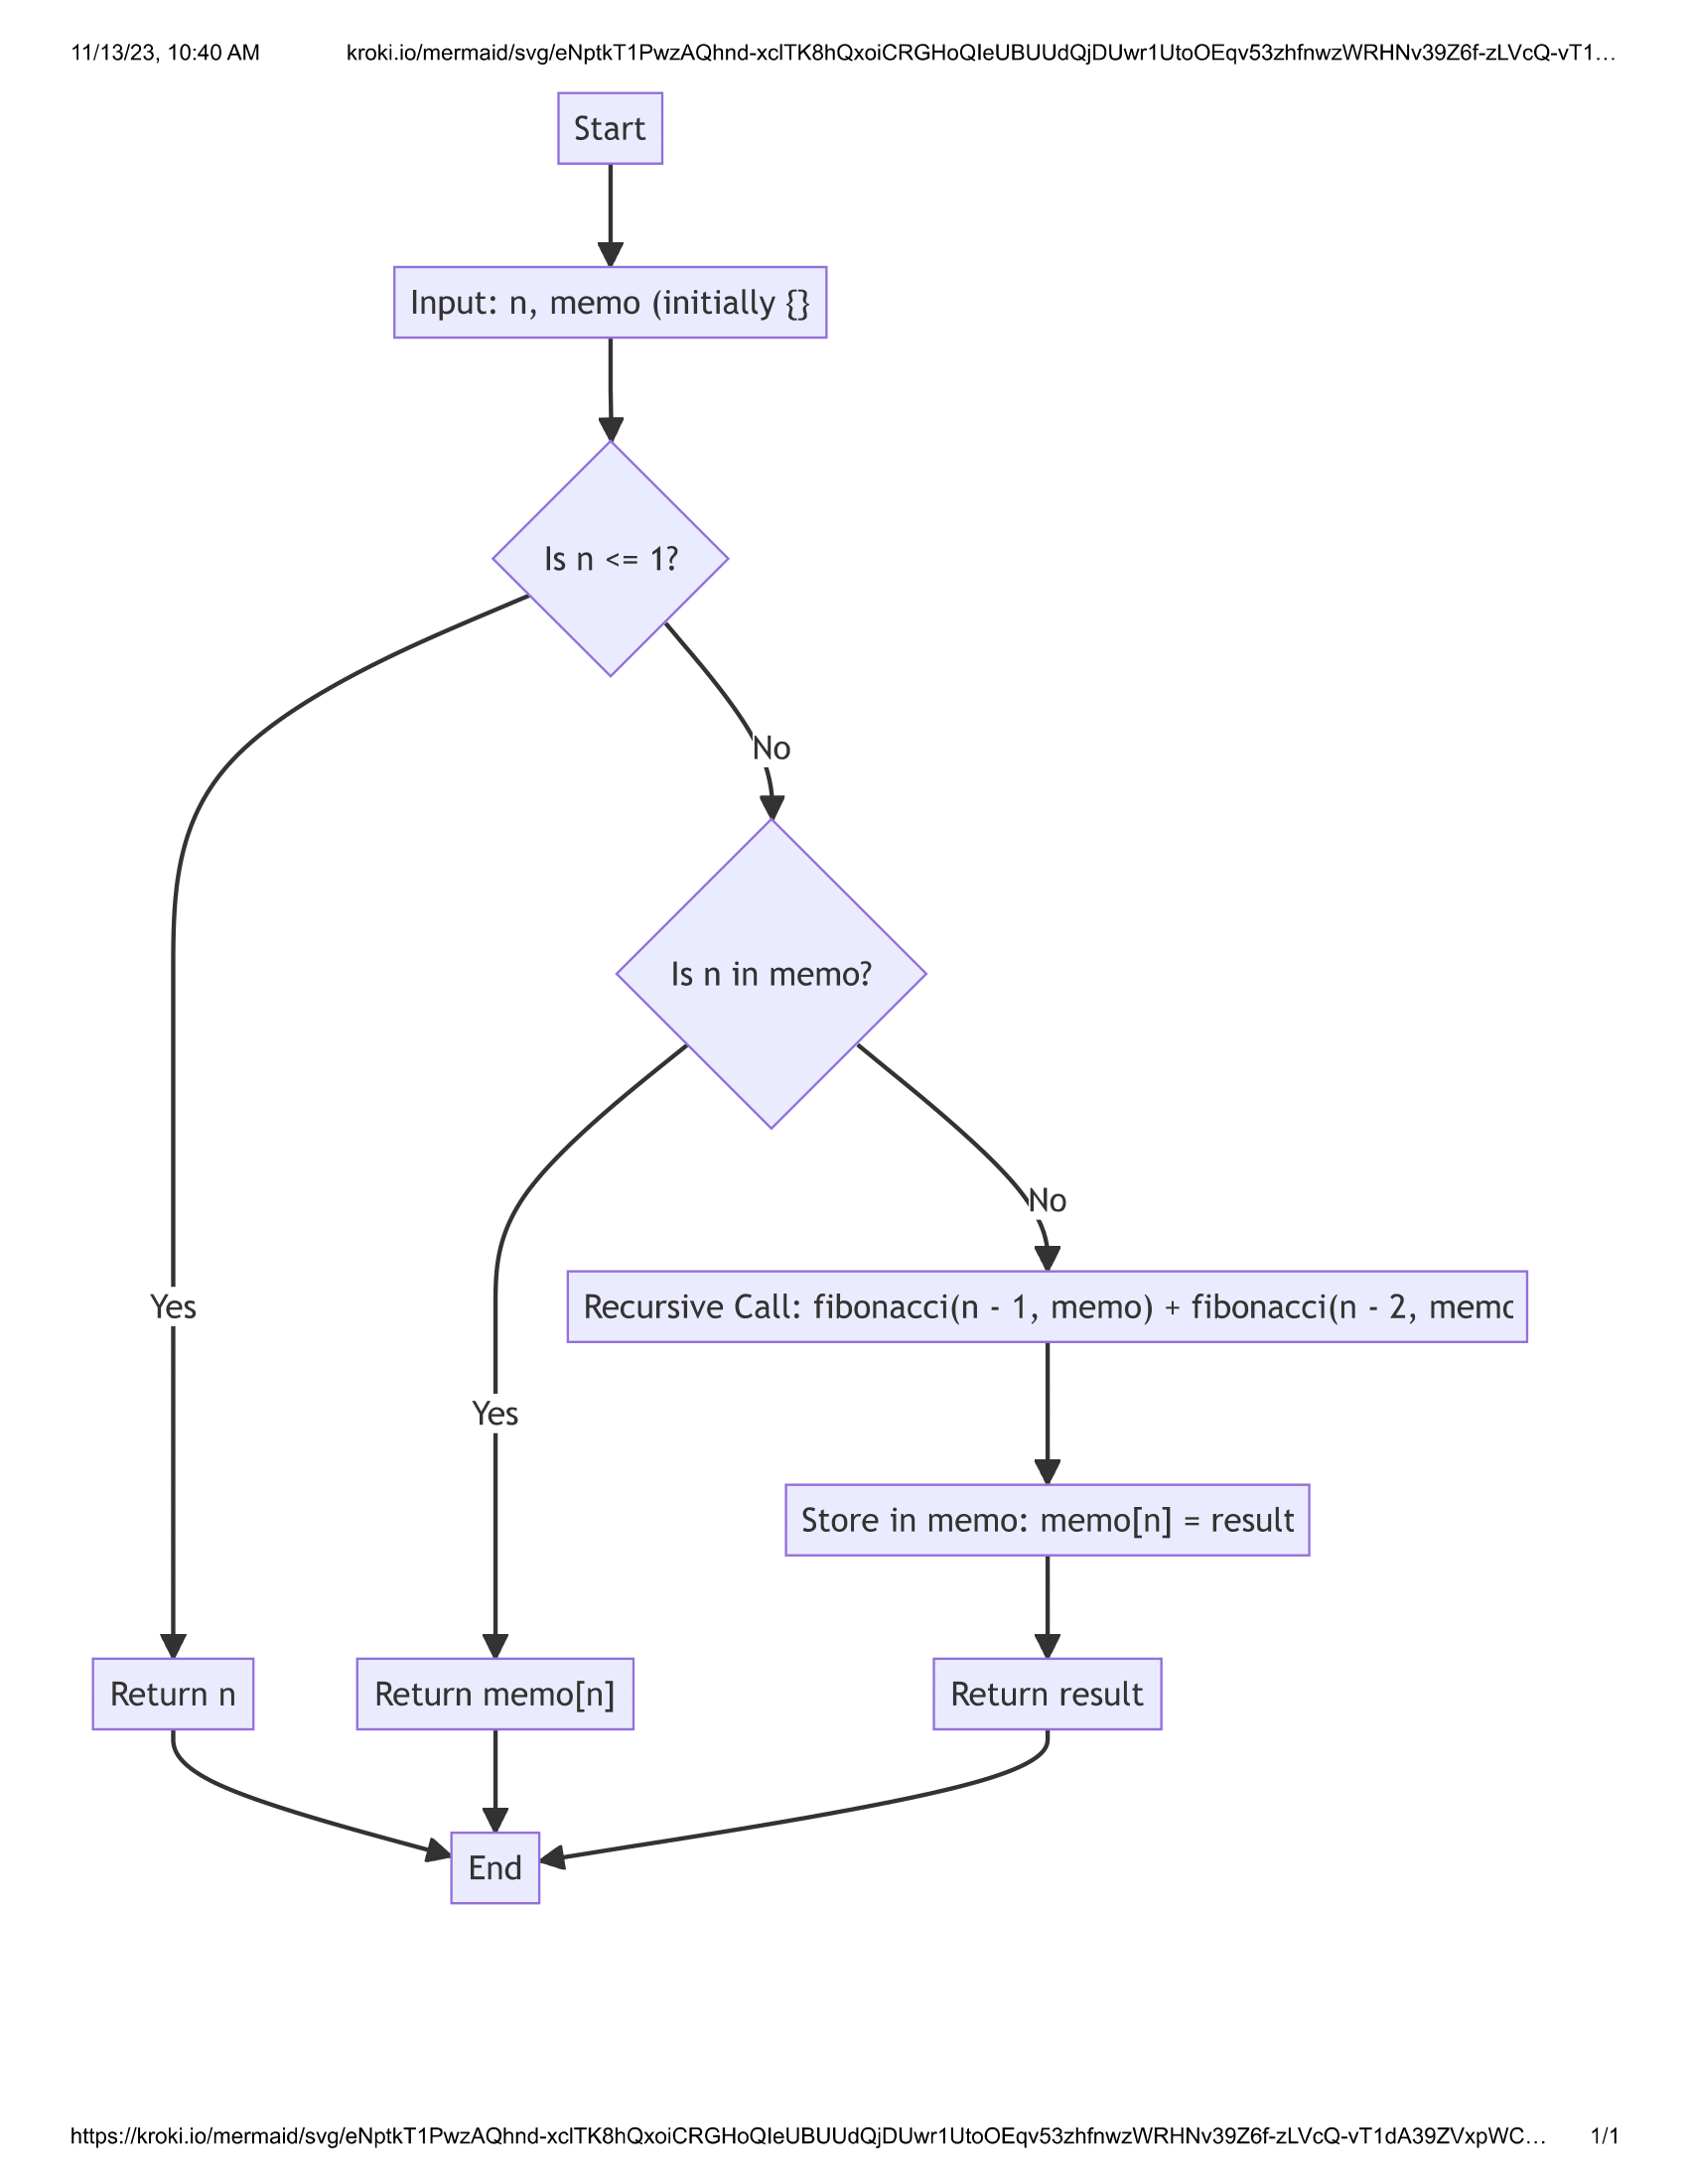 11/13/23, 10:40 AM
kroki.io/mermaid/svg/eNptkT1PwzAQhnd-xclTK8hQxoiCRGHoQIeUBUUdQjDUwr1UtoOEqv53zhfnwzWRHNv39Z6f-zLVcQ-vT1…
Start
Input: n, memo (initially {}
Is n <= 1?
No
Is n in memo?
No
Yes
Recursive Call: fibonacci(n - 1, memo) + fibonacci(n - 2, memo
Yes
Store in memo: memo[n] = result
Return n
Return memo[n]
Return result
End
https://kroki.io/mermaid/svg/eNptkT1PwzAQhnd-xclTK8hQxoiCRGHoQIeUBUUdQjDUwr1UtoOEqv53zhfnwzWRHNv39Z6f-zLVcQ-vT1dA39ZVxpWC…
1/1